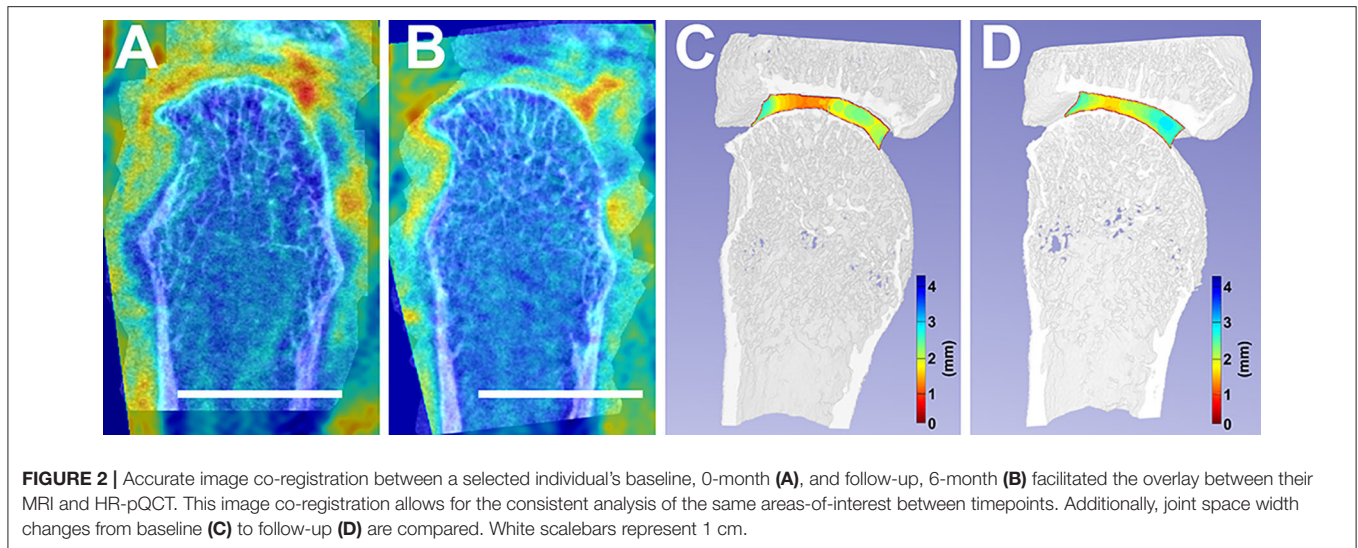 A
B
C
D
4
3
2
1
0
(mm)
4
3
2
1
0
(mm)
FIGURE 2 | Accurate image co-registration between a selected individual's baseline, 0-month (A), and follow-up, 6-month (B) facilitated the overlay between their
MRI and HR-pQCT. This image co-registration allows for the consistent analysis of the same areas-of-interest between timepoints. Additionally, joint space width
changes from baseline (C) to follow-up (D) are compared. White scalebars represent 1 cm.